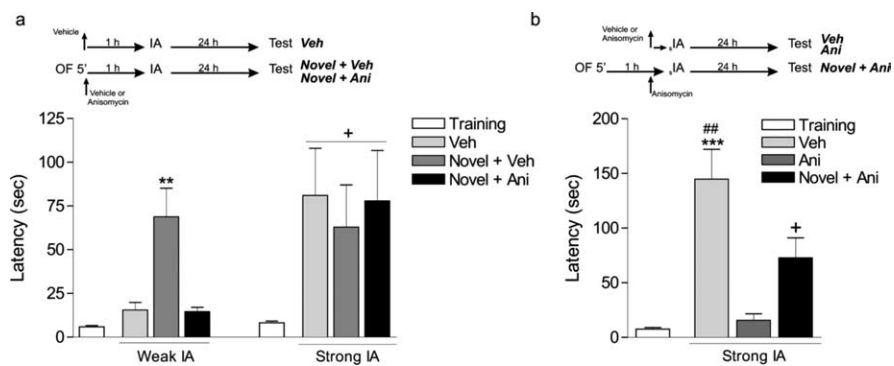 a
Vehicle
1 h IA 24 h Test Veh
OF 5' 1 h IA 24 h Test Novel + Veh
Novel + Ani
Vehicle or
Anisomycin
125
100
75
50
25
0
Latency (sec)
**
+
Training
Veh
Novel + Veh
Novel + Ani
Weak IA
Strong IA
b
Vehicle or
Anisomycin
IA 24 h Test Veh
Ani
OF 5' 1 h IA 24 h Test Novel + Ani
Anisomycin
200
150
100
50
0
Latency (sec)
##
***
+
Training
Veh
Ani
Novel + Ani
Strong IA